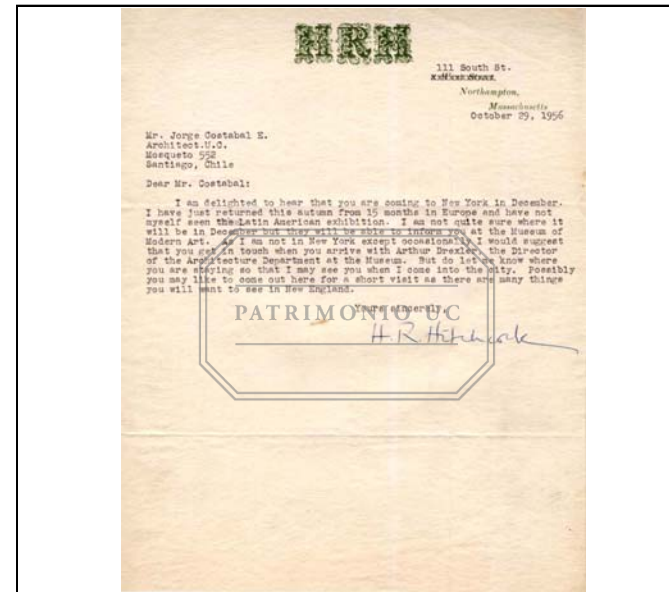 HRH
111 South St.
Northampton,
Massachusetts
October 29, 1956
Mr. Jorge Costabal E.
Architect.U.C.
Mosqueto 552
Santiago, Chile
Dear Mr. Costabal:
I am delighted to hear that you are coming to New York in December.
I have just returned this autumn from 15 months in Europe and have not
myself seen the Latin American exhibition. I am not quite sure where it
will be in December but they will be able to inform you at the Museum of
Modern Art. As I am not in New York except occasionally I would suggest
that you get in touch when you arrive with Arthur Drexler, the Director
of the Architecture Department at the Museum. But do let me know where
you are staying so that I may see you when I come into the city. Possibly
you may like to come out here for a short visit as there are many things
you will want to see in New England.
Yours sincerely,
PATRIMONIO UC
H. R. Hitchcock